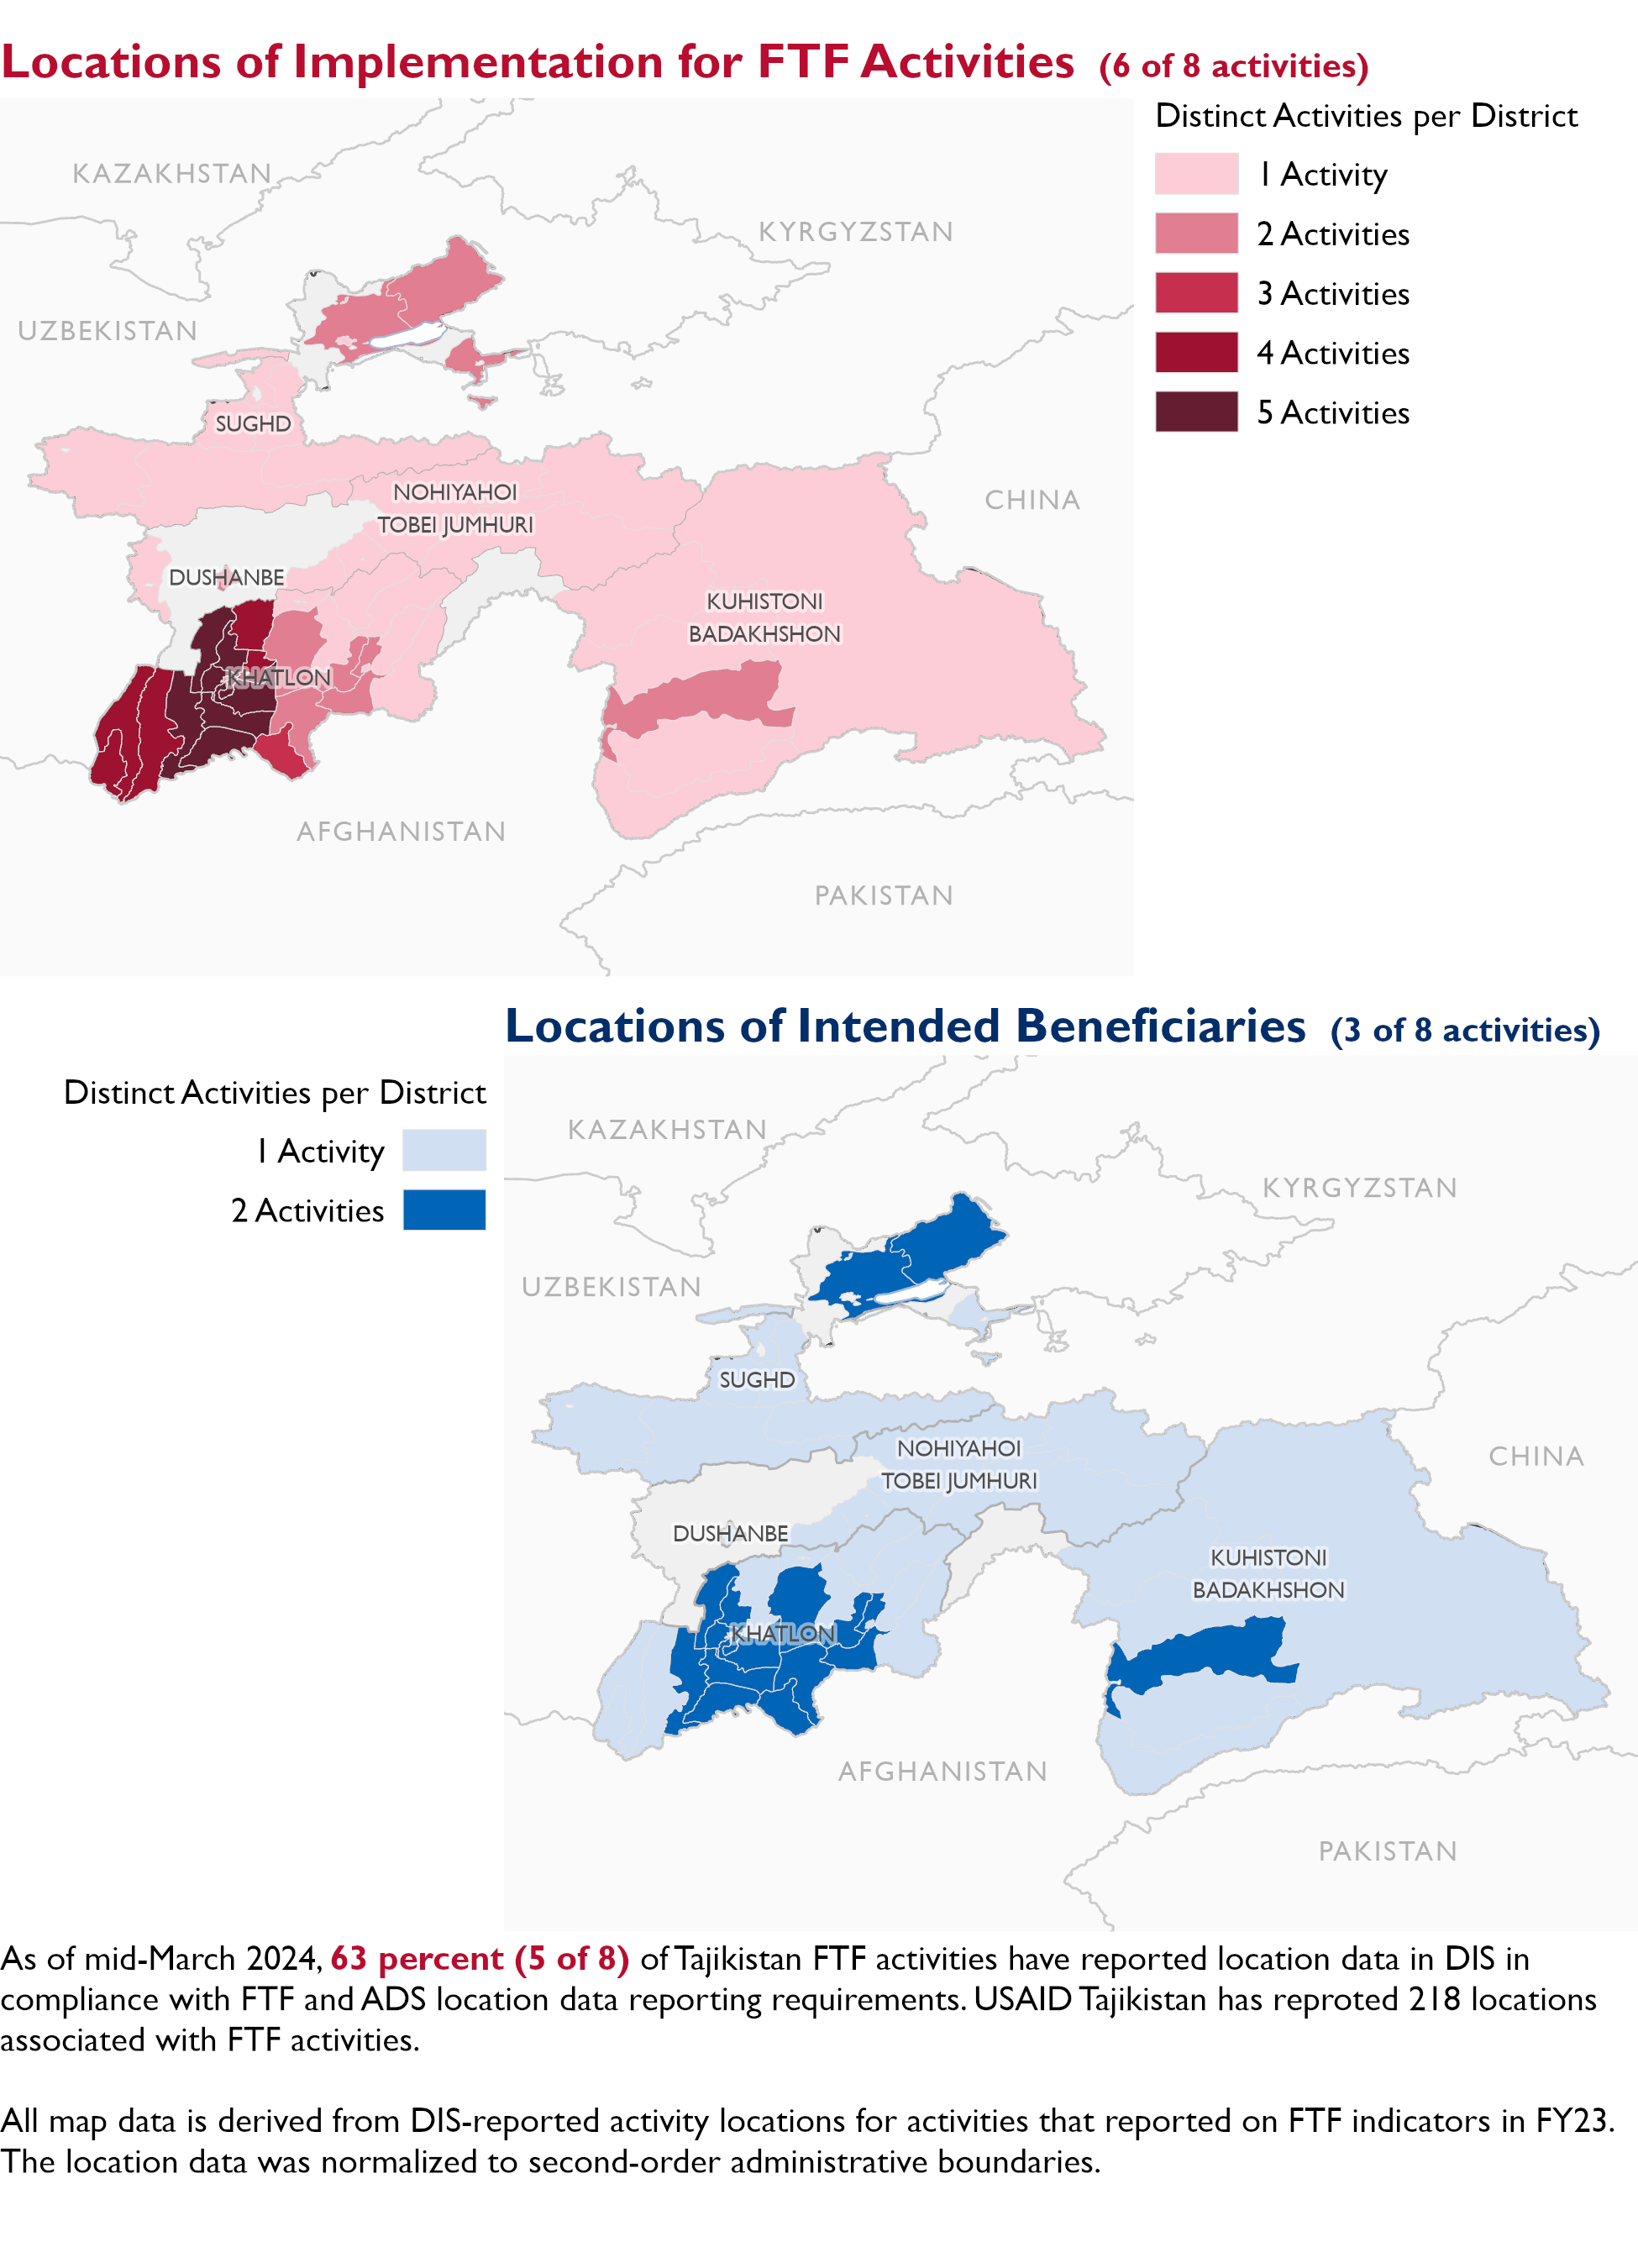 Locations of Implementation for FTF Activities (6 of 8 activities)
Distinct Activities per District
1 Activity
2 Activities
3 Activities
4 Activities
5 Activities
KAZAKHSTAN
KYRGYZSTAN
UZBEKISTAN
SUGHD
NOHIYAHOI
TOBEI JUMHURI
CHINA
DUSHANBE
KUHISTONI
BADAKHSHON
KHATLON
AFGHANISTAN
PAKISTAN
Locations of Intended Beneficiaries (3 of 8 activities)
Distinct Activities per District
1 Activity
2 Activities
KAZAKHSTAN
KYRGYZSTAN
UZBEKISTAN
SUGHD
NOHIYAHOI
TOBEI JUMHURI
CHINA
DUSHANBE
KUHISTONI
BADAKHSHON
KHATLON
AFGHANISTAN
PAKISTAN
As of mid-March 2024, 63 percent (5 of 8) of Tajikistan FTF activities have reported location data in DIS in
compliance with FTF and ADS location data reporting requirements. USAID Tajikistan has reproted 218 locations
associated with FTF activities.
All map data is derived from DIS-reported activity locations for activities that reported on FTF indicators in FY23.
The location data was normalized to second-order administrative boundaries.